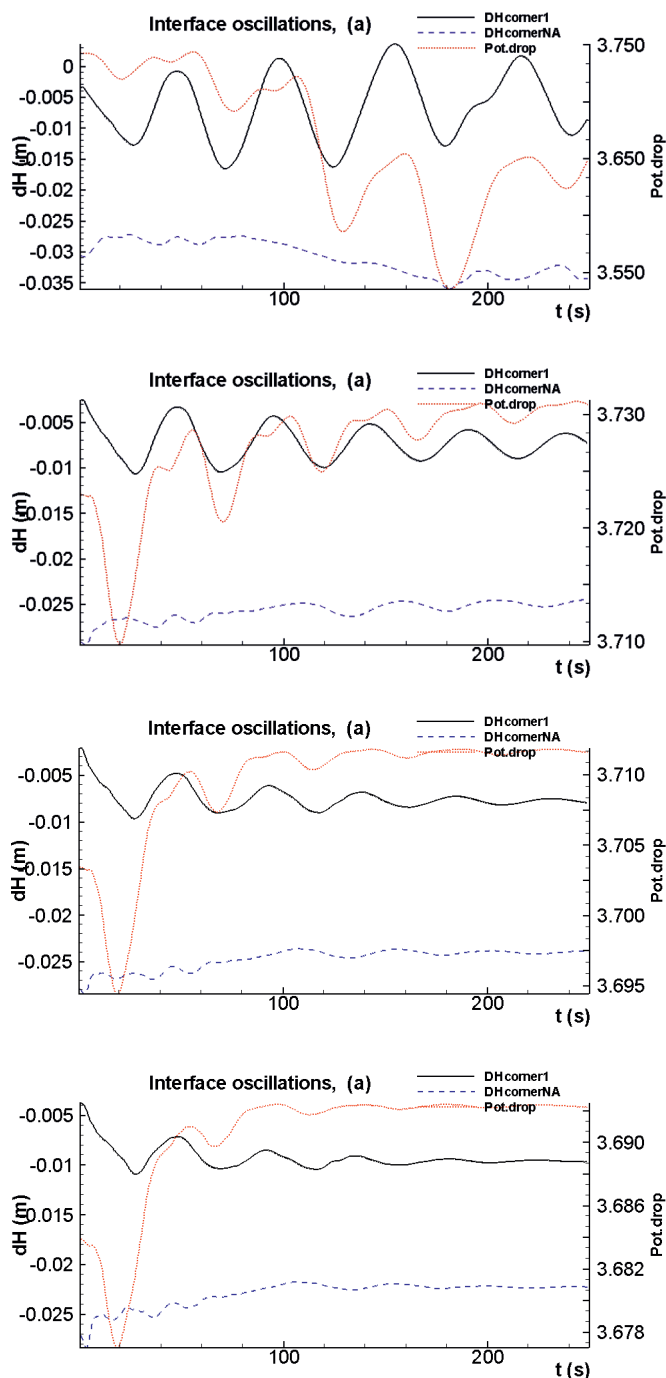 Interface oscillations, (a)
DHcorner1
DHcornerNA
Pot.drop
0
-0.005
-0.01
-0.015
-0.02
-0.025
-0.03
-0.035
dH (m)
3.750
3.650
3.550
Pot.drop
100
200
t (s)
Interface oscillations, (a)
DHcorner1
DHcornerNA
Pot.drop
-0.005
-0.01
-0.015
-0.02
-0.025
dH (m)
3.730
3.720
3.710
Pot.drop
100
200
t (s)
Interface oscillations, (a)
DHcorner1
DHcornerNA
Pot.drop
-0.005
-0.01
-0.015
-0.02
-0.025
dH (m)
3.710
3.705
3.700
3.695
Pot.drop
100
200
t (s)
Interface oscillations, (a)
DHcorner1
DHcornerNA
Pot.drop
-0.005
-0.01
-0.015
-0.02
-0.025
dH (m)
3.690
3.686
3.682
3.678
Pot.drop
100
200
t (s)